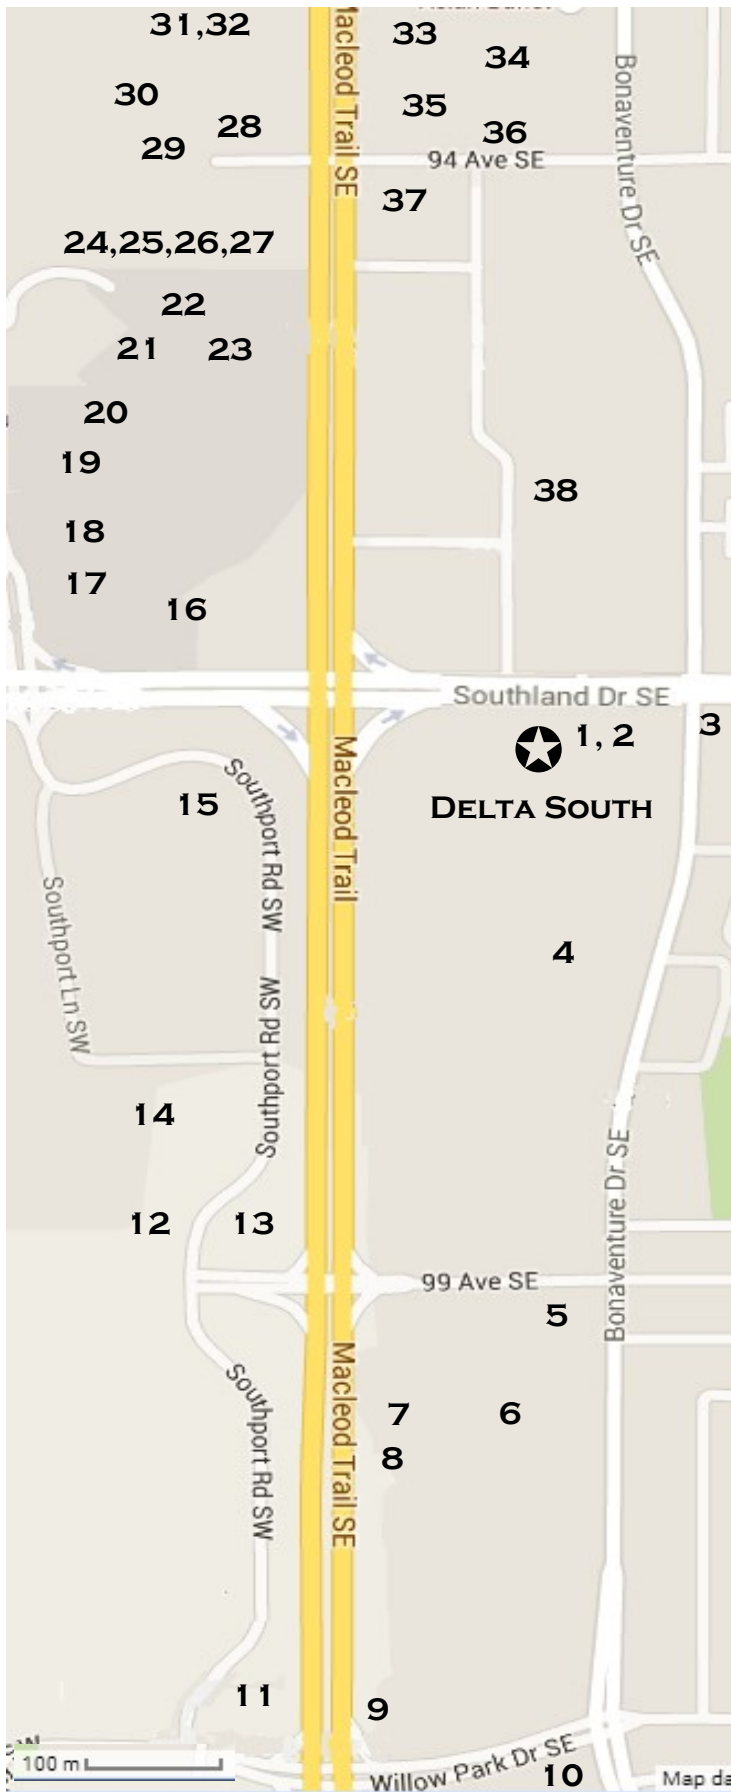 31,32
Macleod Trail SE
33
34
Bonaventure Dr SE
30
35
28
36
29
94 Ave SE
37
24,25,26,27
22
21
23
20
19
38
18
17
16
Southland Dr SE
3
1, 2
Delta South
Macleod Trail
15
Southport Rd SW
Southport Ln SW
4
Southport Rd SW
14
Bonaventure Dr SE
12
13
99 Ave SE
5
Macleod Trail SE
Southport Rd SW
7
6
8
11
9
Willow Park Dr SE
100 m
10
Map da